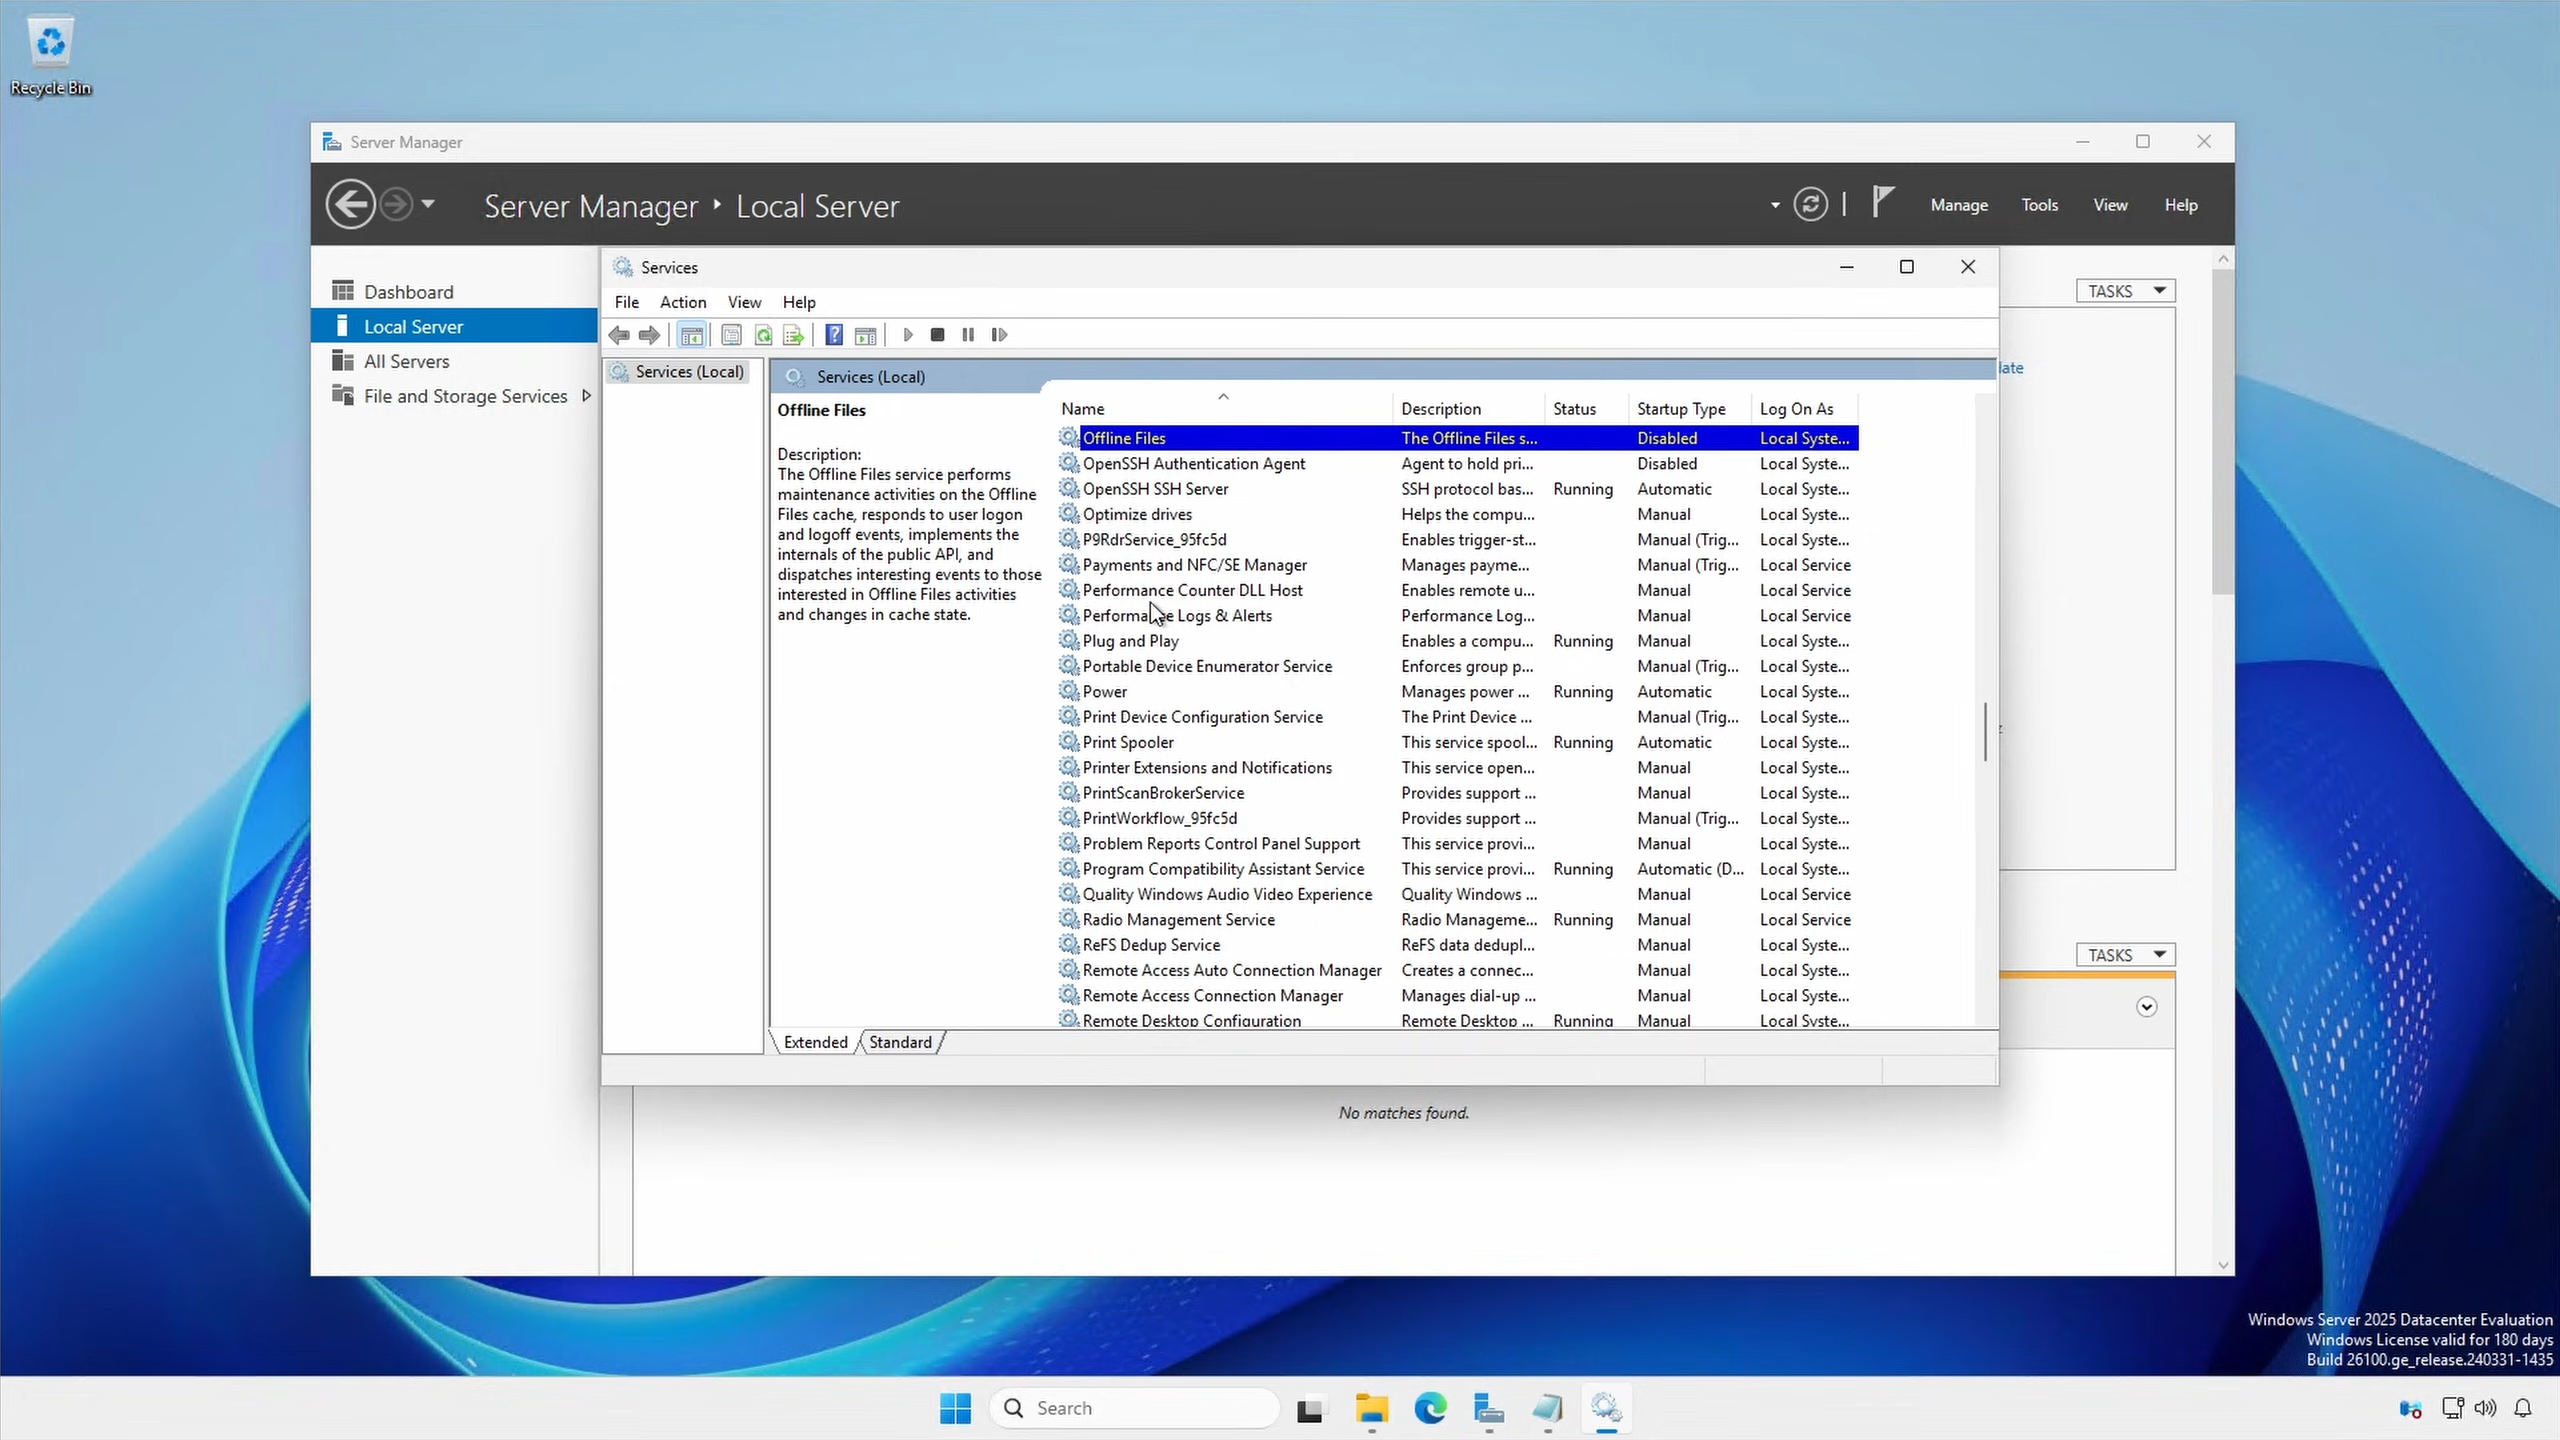 Recycle Bin
Server Manager
Server Manager ‣ Local Server
Manage Tools View Help
Dashboard
Local Server
All Servers
File and Storage Services
TASKS
Services
File Action View Help
Services (Local)
Services (Local)
Offline Files
Description:
The Offline Files service performs
maintenance activities on the Offline
Files cache, responds to user logon
and logoff events, implements the
internals of the public API, and
dispatches interesting events to those
interested in Offline Files activities
and changes in cache state.
Name Description Status Startup Type Log On As
Offline Files The Offline Files s... Disabled Local Syste...
OpenSSH Authentication Agent Agent to hold pri... Disabled Local Syste...
OpenSSH SSH Server SSH protocol bas... Running Automatic Local Syste...
Optimize drives Helps the compu... Manual Local Syste...
P9RdrService_95fc5d Enables trigger-st... Manual (Trig... Local Syste...
Payments and NFC/SE Manager Manages payme... Manual (Trig... Local Service
Performance Counter DLL Host Enables remote u... Manual Local Service
Performance Logs & Alerts Performance Log... Manual Local Service
Plug and Play Enables a compu... Running Manual Local Syste...
Portable Device Enumerator Service Enforces group p... Manual (Trig... Local Syste...
Power Manages power ... Running Automatic Local Syste...
Print Device Configuration Service The Print Device ... Manual (Trig... Local Syste...
Print Spooler This service spool... Running Automatic Local Syste...
Printer Extensions and Notifications This service open... Manual Local Syste...
PrintScanBrokerService Provides support ... Manual Local Syste...
PrintWorkflow_95fc5d Provides support ... Manual (Trig... Local Syste...
Problem Reports Control Panel Support This service provi... Manual Local Syste...
Program Compatibility Assistant Service This service provi... Running Automatic (D... Local Syste...
Quality Windows Audio Video Experience Quality Windows ... Manual Local Service
Radio Management Service Radio Manageme... Running Manual Local Service
ReFS Dedup Service ReFS data dedupl... Manual Local Syste...
Remote Access Auto Connection Manager Creates a connec... Manual Local Syste...
Remote Access Connection Manager Manages dial-up ... Manual Local Syste...
Remote Desktop Configuration Remote Desktop ... Running Manual Local Syste...
Extended Standard
TASKS
No matches found.
Windows Server 2025 Datacenter Evaluation
Windows License valid for 180 days
Build 26100.ge_release.240331-1435
Search